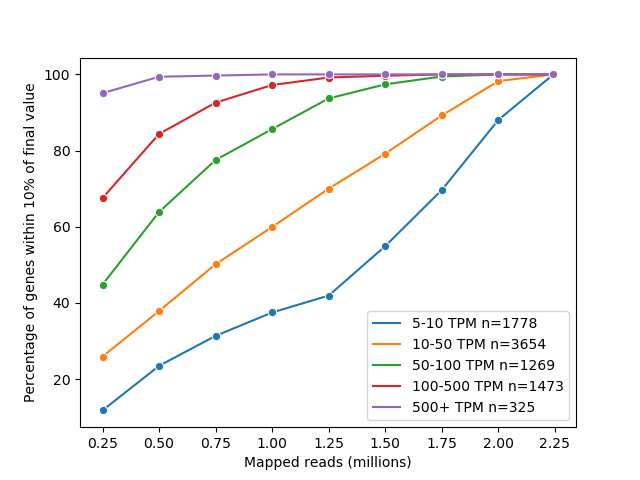 Percentage of genes within 10% of final value
100
80
60
40
20
5-10 TPM n=1778
10-50 TPM n=3654
50-100 TPM n=1269
100-500 TPM n=1473
500+ TPM n=325
0.25 0.50 0.75 1.00 1.25 1.50 1.75 2.00 2.25
Mapped reads (millions)